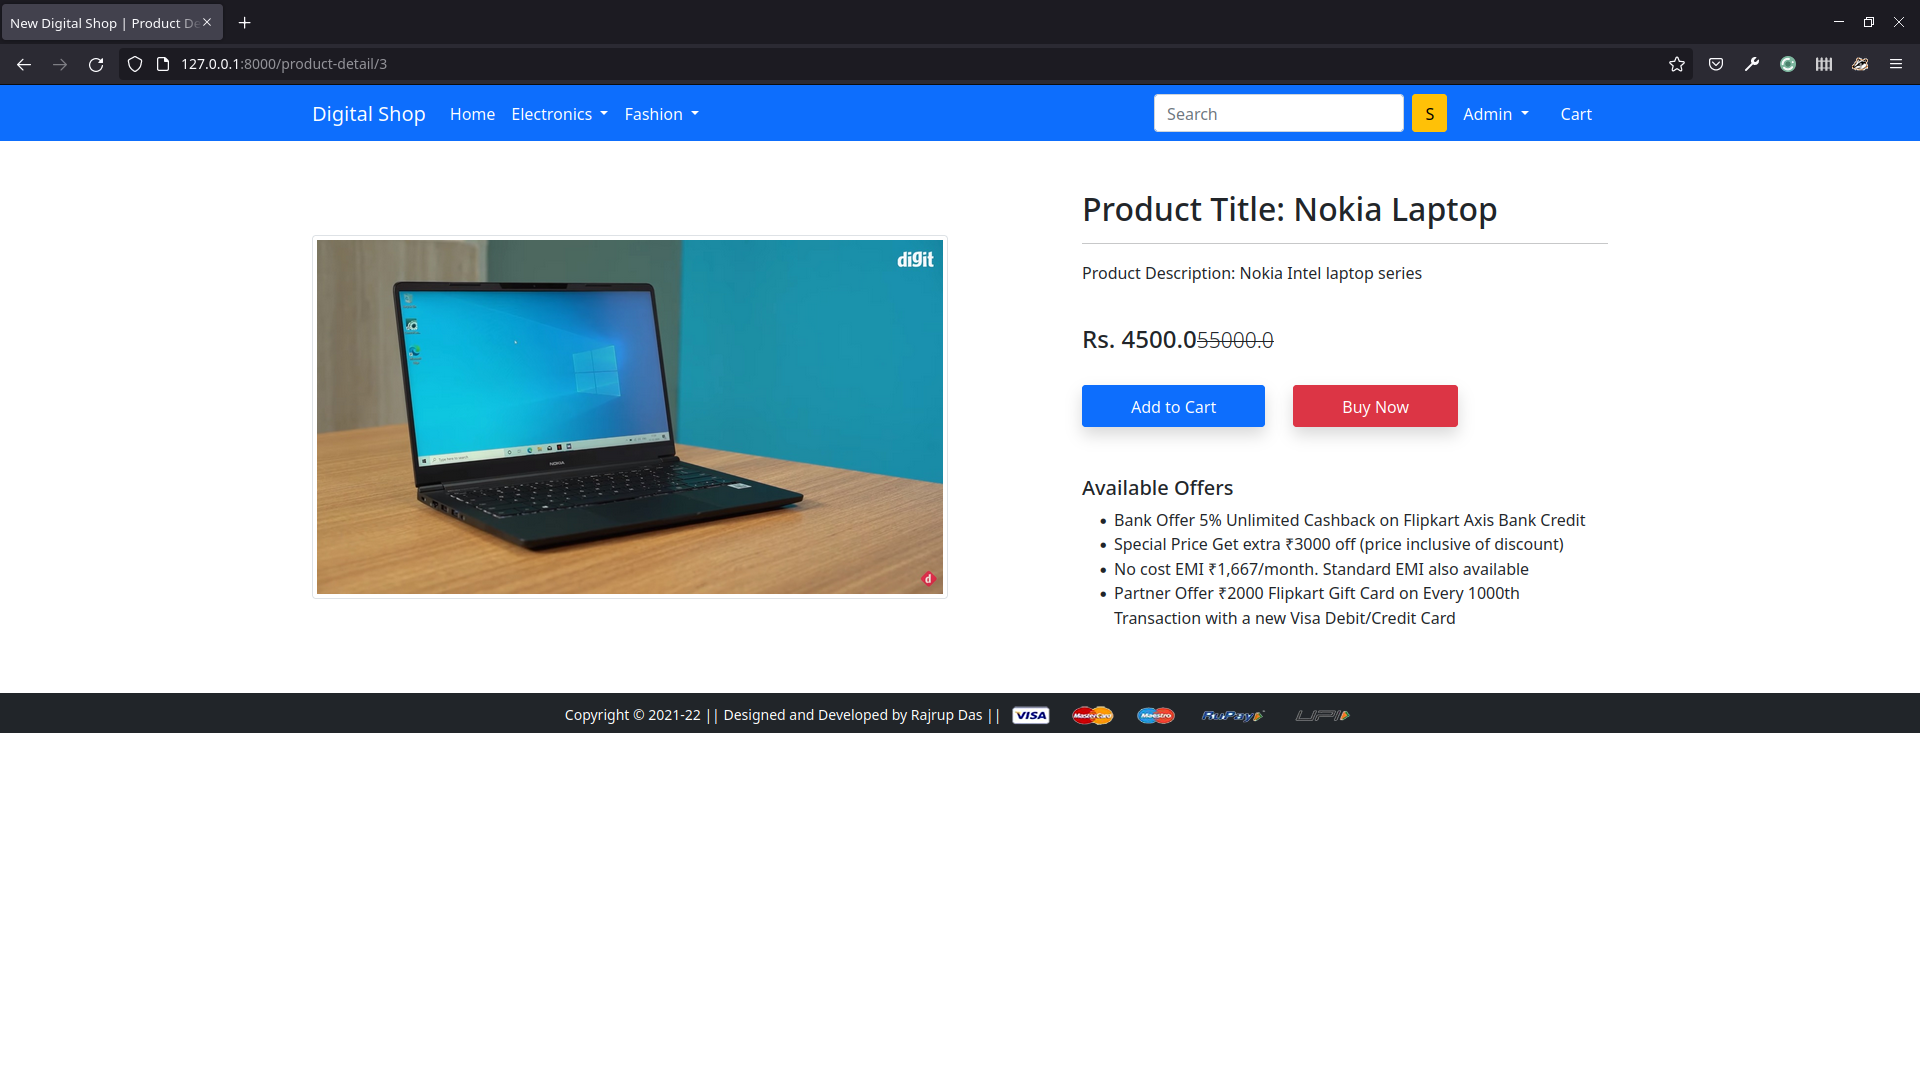 New Digital Shop | Product De
127.0.0.1:8000/product-detail/3
Digital Shop
Home
Electronics
Fashion
Search
S
Admin
Cart
Product Title: Nokia Laptop
digit
Product Description: Nokia Intel laptop series
Rs. 4500.055000.0
Add to Cart
Buy Now
NOKIA
Available Offers
• Bank Offer 5% Unlimited Cashback on Flipkart Axis Bank Credit
• Special Price Get extra ₹3000 off (price inclusive of discount)
• No cost EMI ₹1,667/month. Standard EMI also available
• Partner Offer ₹2000 Flipkart Gift Card on Every 1000th
Transaction with a new Visa Debit/Credit Card
d
Copyright © 2021-22 || Designed and Developed by Rajrup Das || VISA MasterCard Maestro RuPay UPI